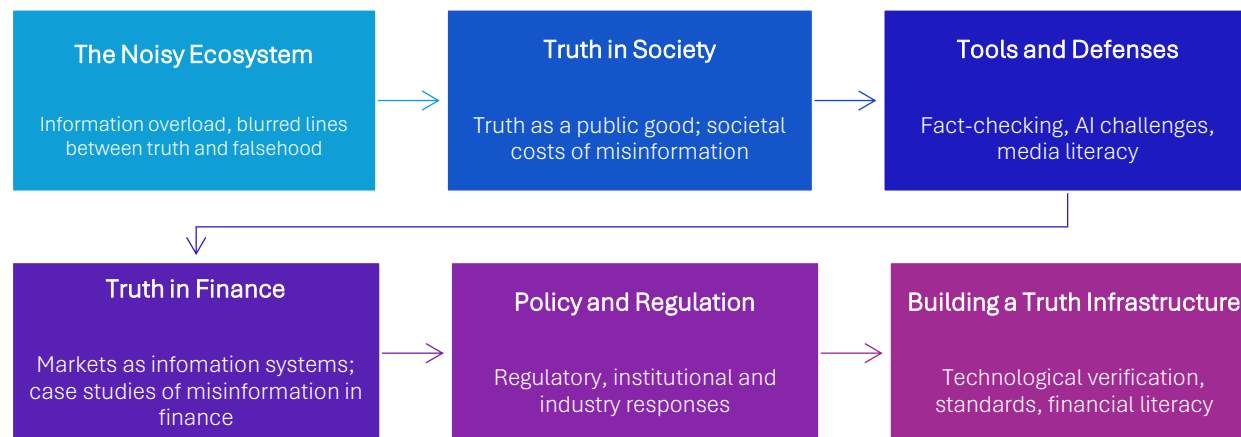 The Noisy Ecosystem
Information overload, blurred lines
between truth and falsehood
Truth in Society
Truth as a public good; societal
costs of misinformation
Tools and Defenses
Fact-checking, AI challenges,
media literacy
Truth in Finance
Markets as infomation systems;
case studies of misinformation in
finance
Policy and Regulation
Regulatory, institutional and
industry responses
Building a Truth Infrastructure
Technological verification,
standards, financial literacy